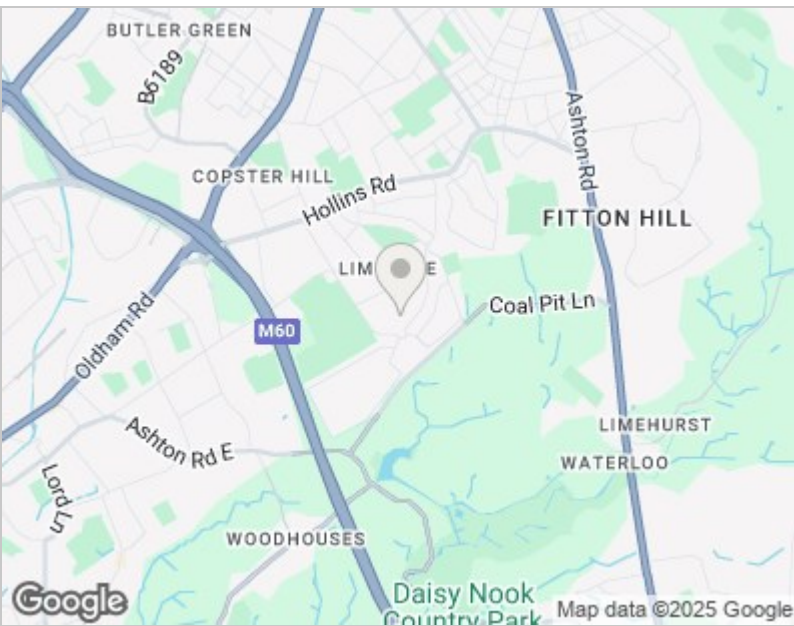 BUTLER GREEN
B6189
COPSTER HILL
Hollins Rd
Ashton Rd
FITTON HILL
LIM E
Coal Pit Ln
M60
Oldham Rd
Ashton Rd E
LIMEHURST
WATERLOO
Lord Ln
WOODHOUSES
Daisy Nook
Country Park
Google
Map data ©2025 Google